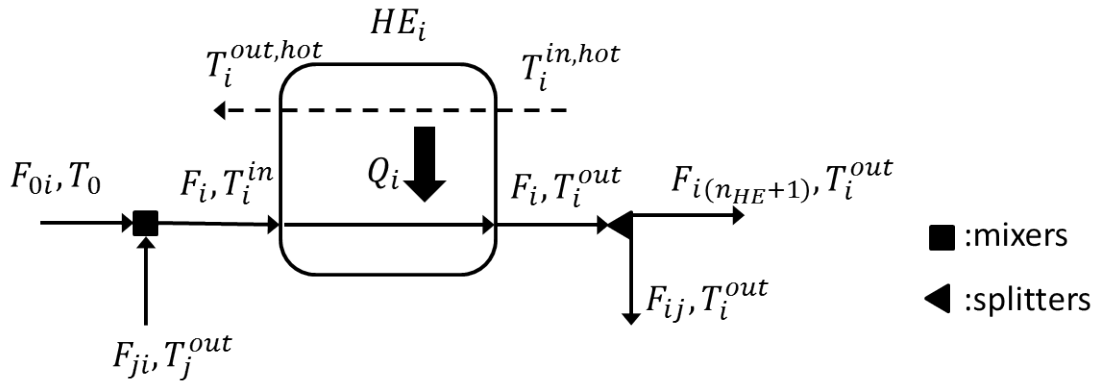 HE_i
T_i^{out,hot}
T_i^{in,hot}
F_{0i}, T_0
F_i, T_i^{in}
Q_i
F_i, T_i^{out}
F_{i(n_{HE}+1)}, T_i^{out}
F_{ji}, T_j^{out}
F_{ij}, T_i^{out}
:mixers
:splitters